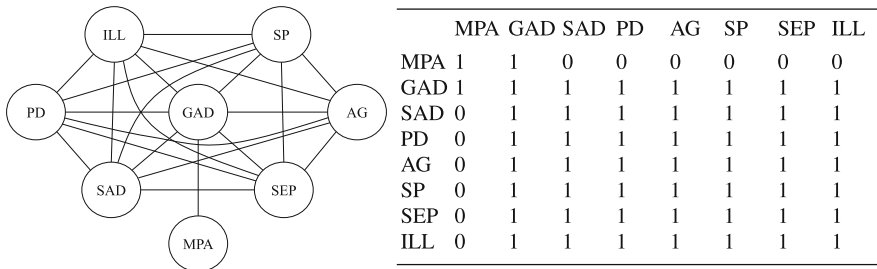 ILL SP
PD GAD AG
SAD SEP
MPA
MPA GAD SAD PD AG SP SEP ILL
MPA 1 1 0 0 0 0 0 0
GAD 1 1 1 1 1 1 1 1
SAD 0 1 1 1 1 1 1 1
PD 0 1 1 1 1 1 1 1
AG 0 1 1 1 1 1 1 1
SP 0 1 1 1 1 1 1 1
SEP 0 1 1 1 1 1 1 1
ILL 0 1 1 1 1 1 1 1